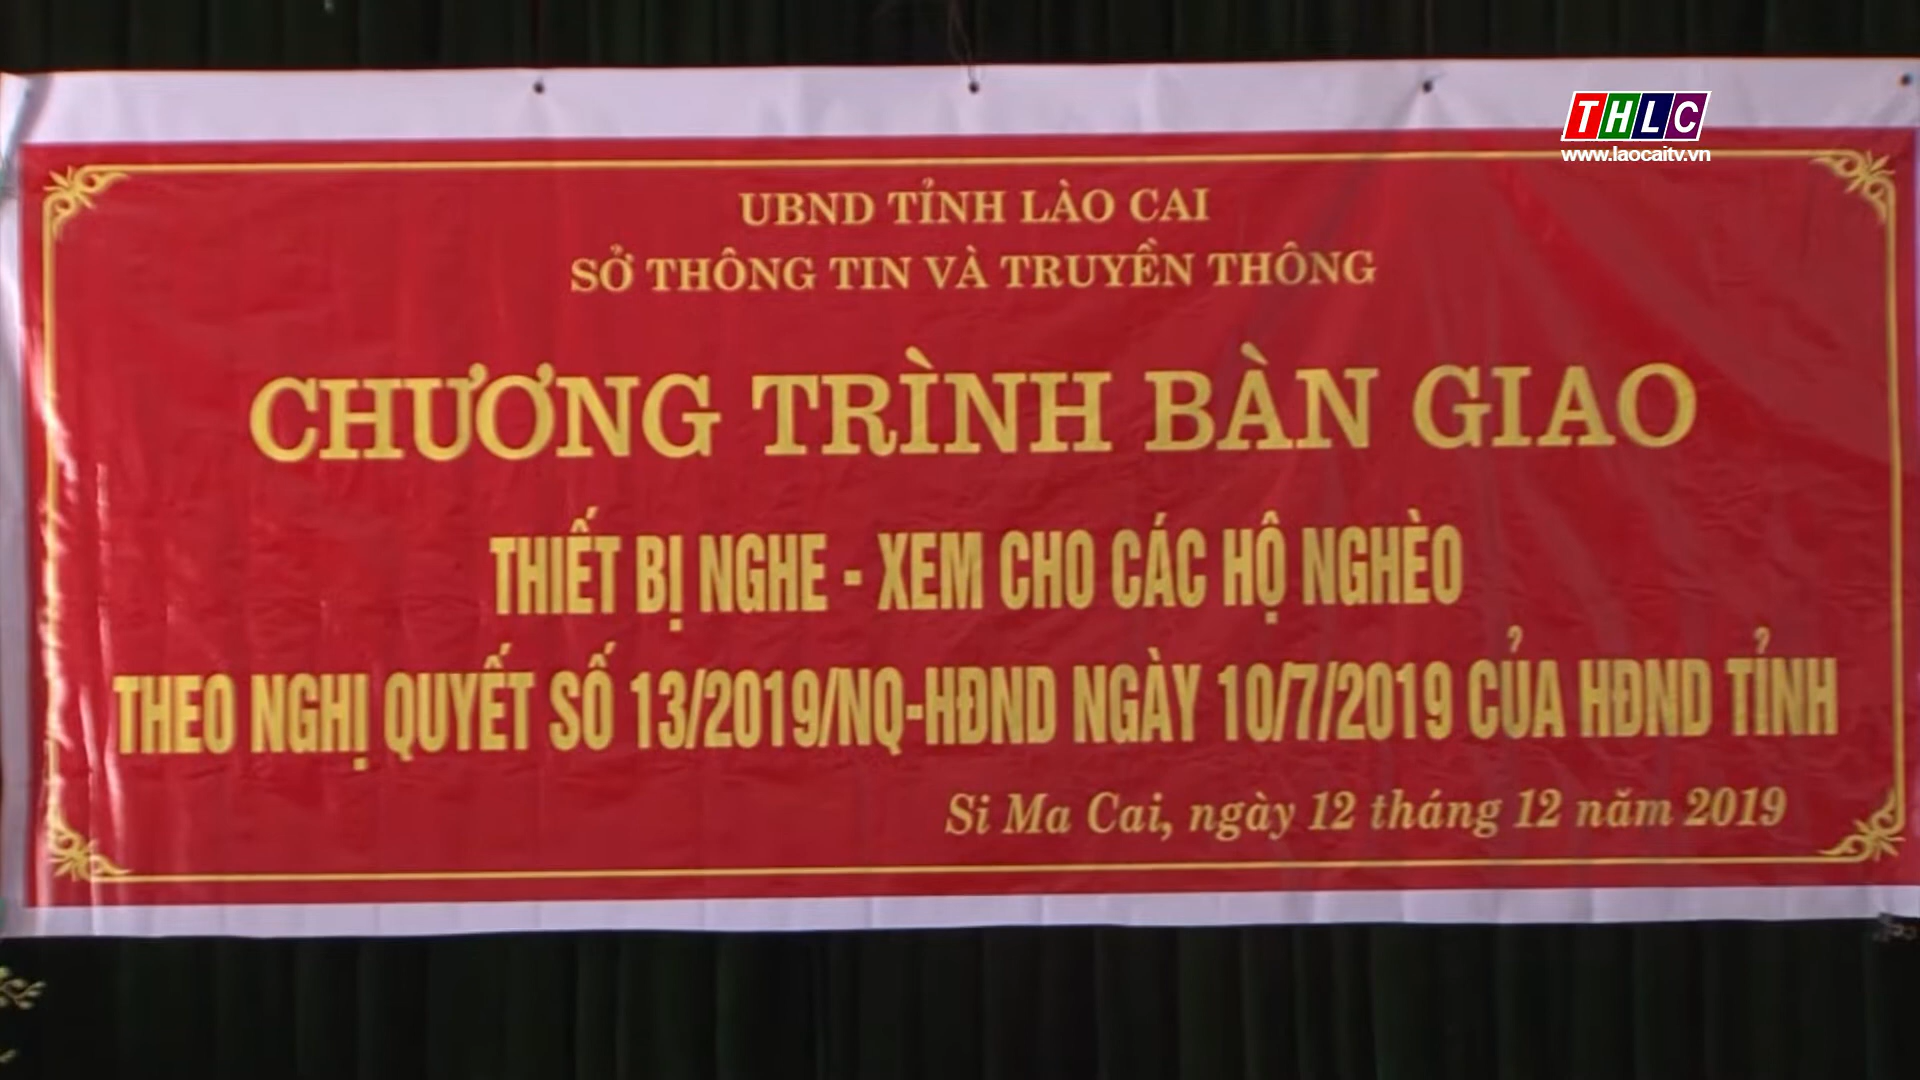 THLC
www.laocaitv.vn
UBND TỈNH LÀO CAI
SỞ THÔNG TIN VÀ TRUYỀN THÔNG
CHƯƠNG TRÌNH BÀN GIAO
THIẾT BỊ NGHE - XEM CHO CÁC HỘ NGHÈO
THEO NGHỊ QUYẾT SỐ 13/2019/NQ-HĐND NGÀY 10/7/2019 CỦA HĐND TỈNH
Si Ma Cai, ngày 12 tháng 12 năm 2019